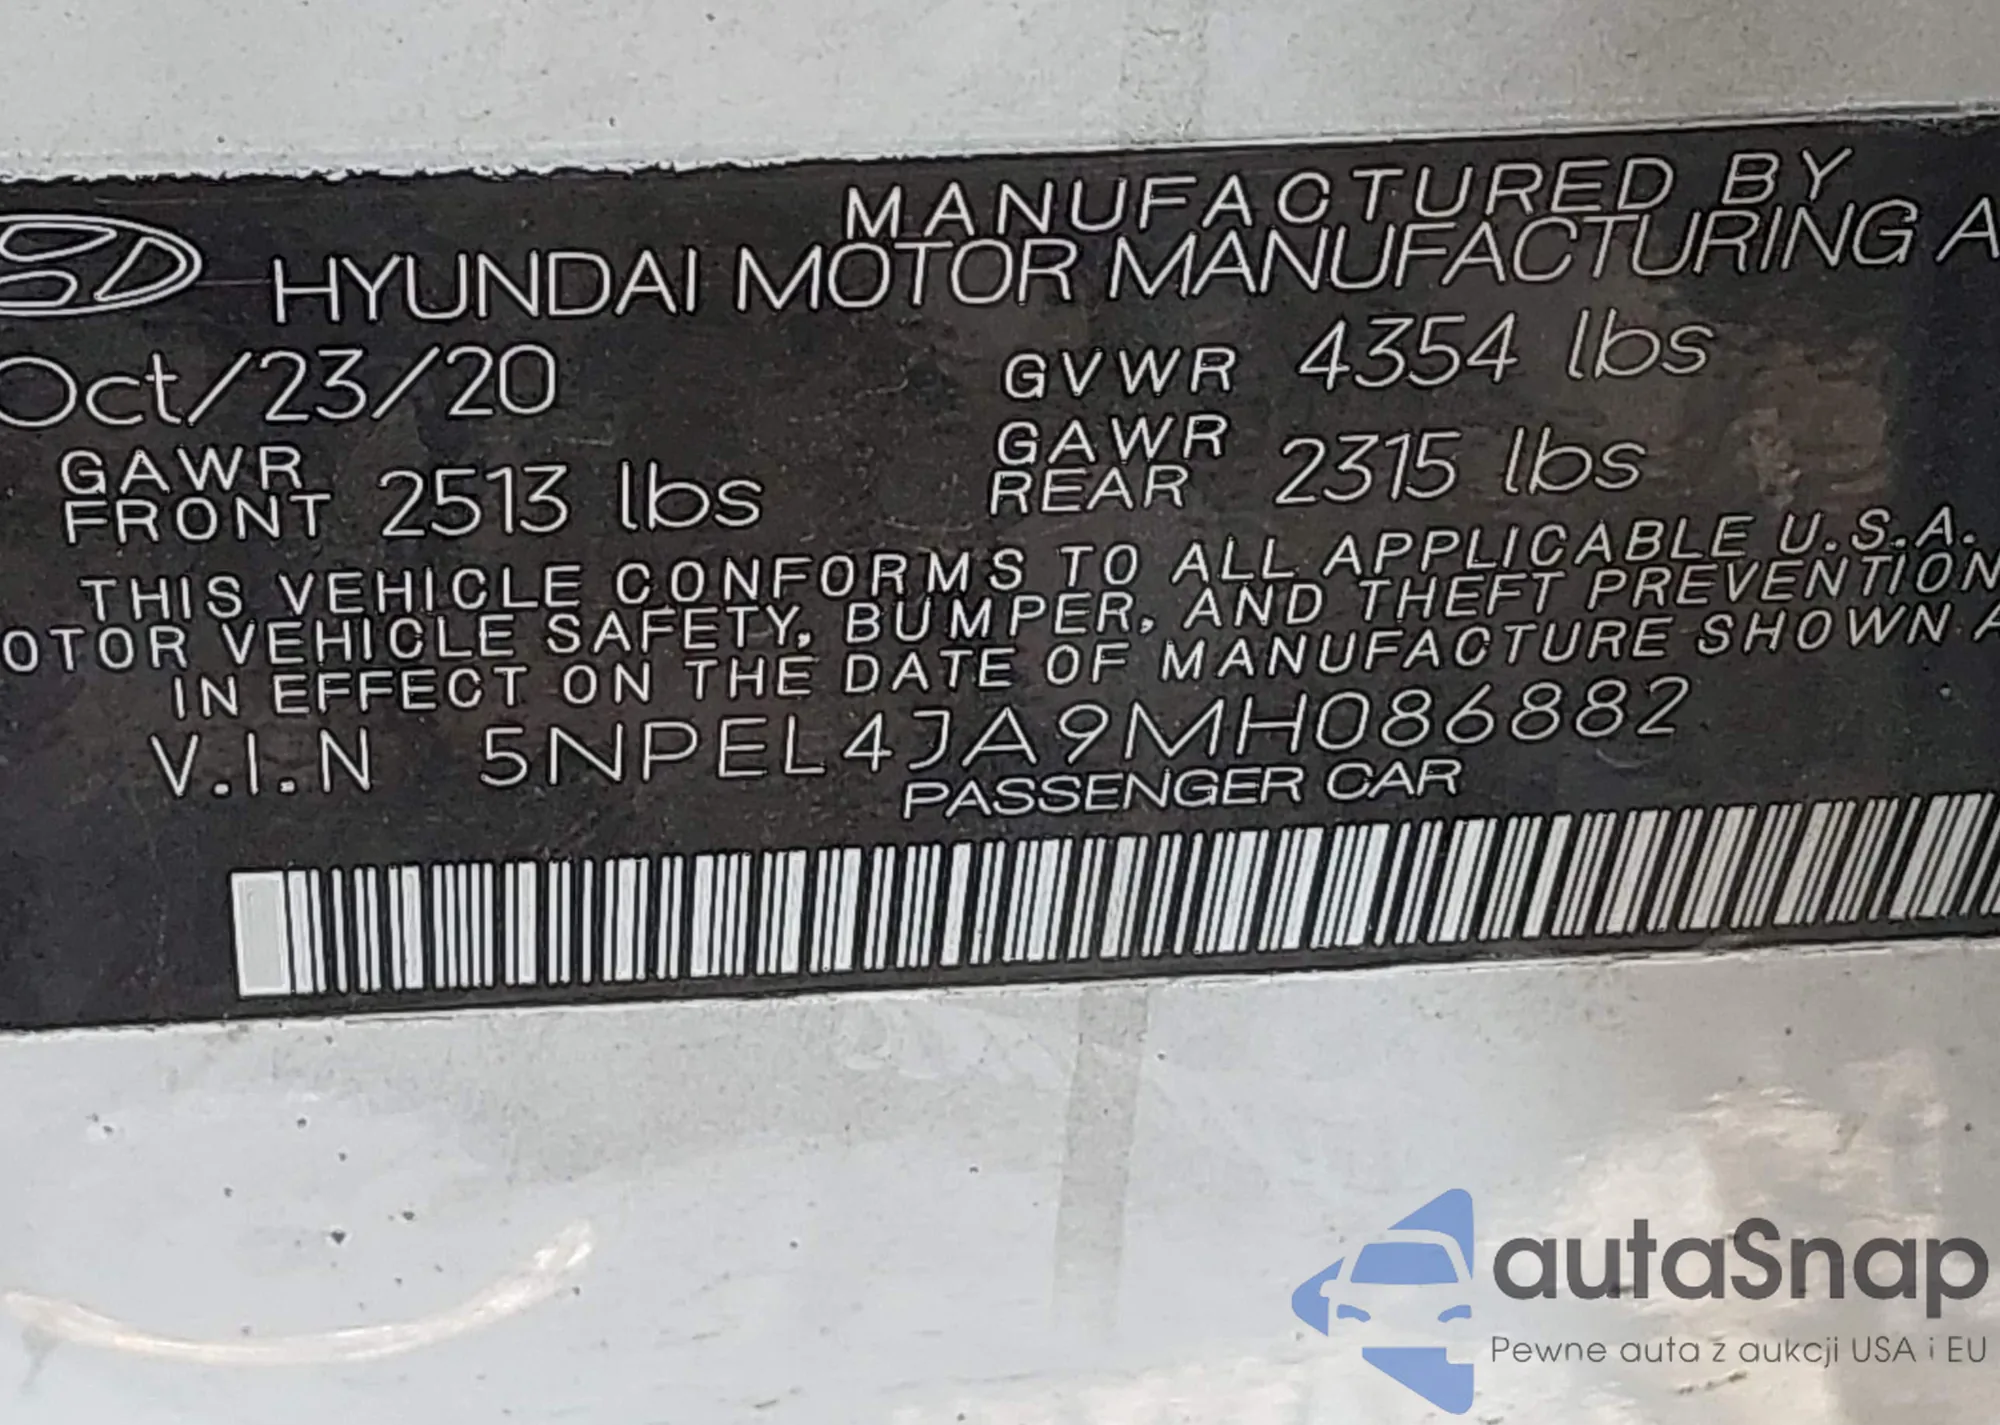 MANUFACTURED BY
HYUNDAI MOTOR MANUFACTURING A
Oct/23/20
GVWR 4354 lbs
GAWR FRONT 2513 lbs
GAWR REAR 2315 lbs
THIS VEHICLE CONFORMS TO ALL APPLICABLE U.S.A.
OTOR VEHICLE SAFETY, BUMPER, AND THEFT PREVENTION
IN EFFECT ON THE DATE OF MANUFACTURE SHOWN A
V.I.N 5NPEL4JA9MH086882
PASSENGER CAR
autaSnap
Pewne auta z aukcji USA i EU